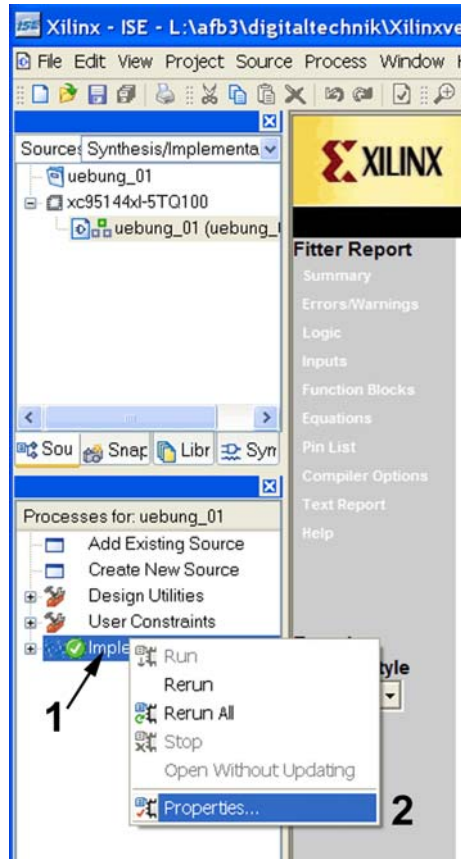 Xilinx - ISE - L:\afb3\digitaltechnik\Xilinxve
File Edit View Project Source Process Window
Sources Synthesis/Implementa
uebung_01
xc95144xl-5TQ100
uebung_01 (uebung_
Sou Snap Libr Sym
Processes for: uebung_01
Add Existing Source
Create New Source
Design Utilities
User Constraints
Imple
1
Run
Rerun
Rerun All
Stop
Open Without Updating
Properties...
2
XILINX
Fitter Report
Summary
Errors/Warnings
Logic
Inputs
Function Blocks
Equations
Pin List
Compiler Options
Text Report
Help
tyle